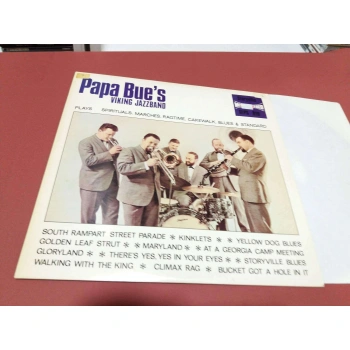 Papa Bue's
VIKING JAZZBAND
PLAYS SPIRITUALS, MARCHES, RAGTIME, CAKEWALK, BLUES & STANDARD
SOUTH RAMPART STREET PARADE * KINKLETS * * YELLOW DOG BLUES
GOLDEN LEAF STRUT * * MARYLAND * * AT A GEORGIA CAMP MEETING
GLORYLAND * * THERE'S YES, YES IN YOUR EYES * * STORYVILLE BLUES
WALKING WITH THE KING * CLIMAX RAG * BUCKET GOT A HOLE IN IT